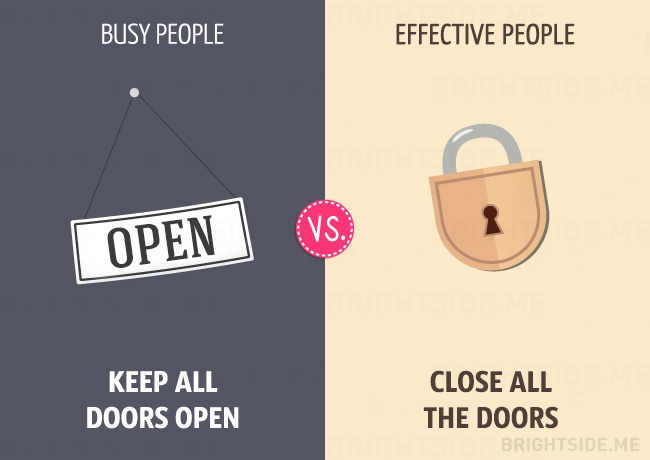 BUSY PEOPLE
OPEN
KEEP ALL
DOORS OPEN
VS.
EFFECTIVE PEOPLE
CLOSE ALL
THE DOORS
BRIGHTSIDE.ME